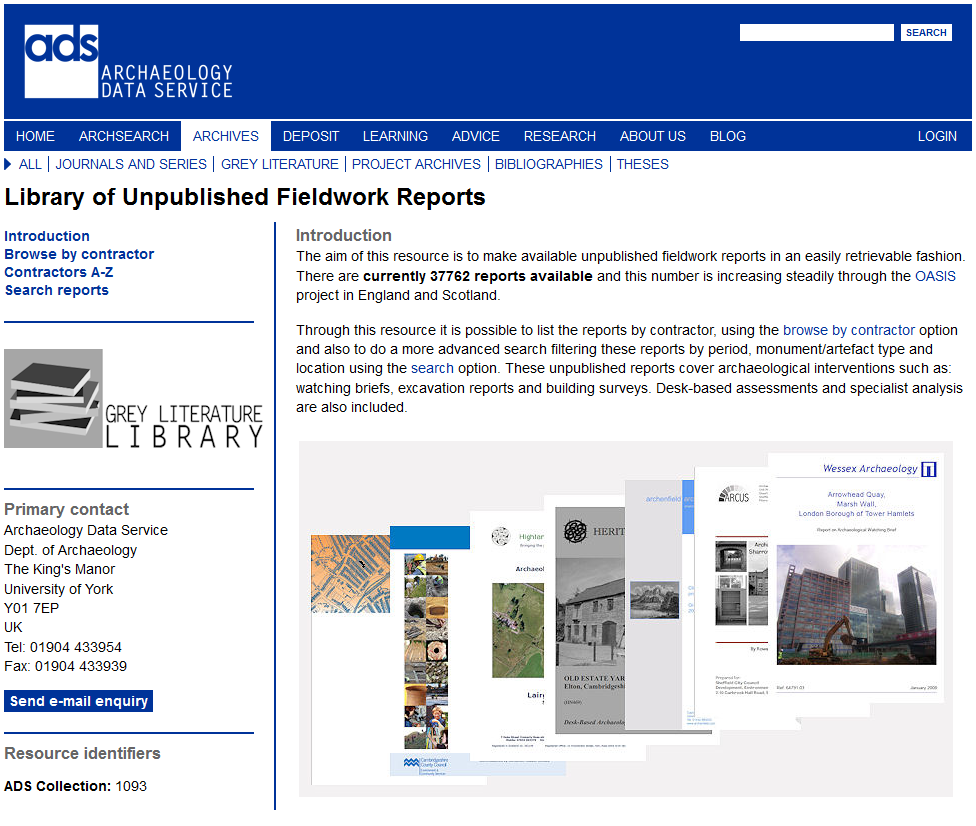 ads
ARCHAEOLOGY
DATA SERVICE
SEARCH
HOME ARCHSEARCH ARCHIVES DEPOSIT LEARNING ADVICE RESEARCH ABOUT US BLOG LOGIN
ALL JOURNALS AND SERIES GREY LITERATURE PROJECT ARCHIVES BIBLIOGRAPHIES THESES
Library of Unpublished Fieldwork Reports
Introduction
Browse by contractor
Contractors A-Z
Search reports
GREY LITERATURE
LIBRARY
Primary contact
Archaeology Data Service
Dept. of Archaeology
The King's Manor
University of York
Y01 7EP
UK
Tel: 01904 433954
Fax: 01904 433939
Send e-mail enquiry
Resource identifiers
ADS Collection: 1093
Introduction
The aim of this resource is to make available unpublished fieldwork reports in an easily retrievable fashion.
There are currently 37762 reports available and this number is increasing steadily through the OASIS
project in England and Scotland.
Through this resource it is possible to list the reports by contractor, using the browse by contractor option
and also to do a more advanced search filtering these reports by period, monument/artefact type and
location using the search option. These unpublished reports cover archaeological interventions such as:
watching briefs, excavation reports and building surveys. Desk-based assessments and specialist analysis
are also included.
Cambridgeshire
County Council
Highlan
Archaeol
Lairg
HERIT
OLD ESTATE YAR
Elton, Cambridgeshi
Desk-Based Archaeolo
archenfield
ARCUS
Wessex Archaeology
Arrowhead Quay,
Marsh Wall,
London Borough of Tower Hamlets
Report on Archaeological Watching Brief
January 2009